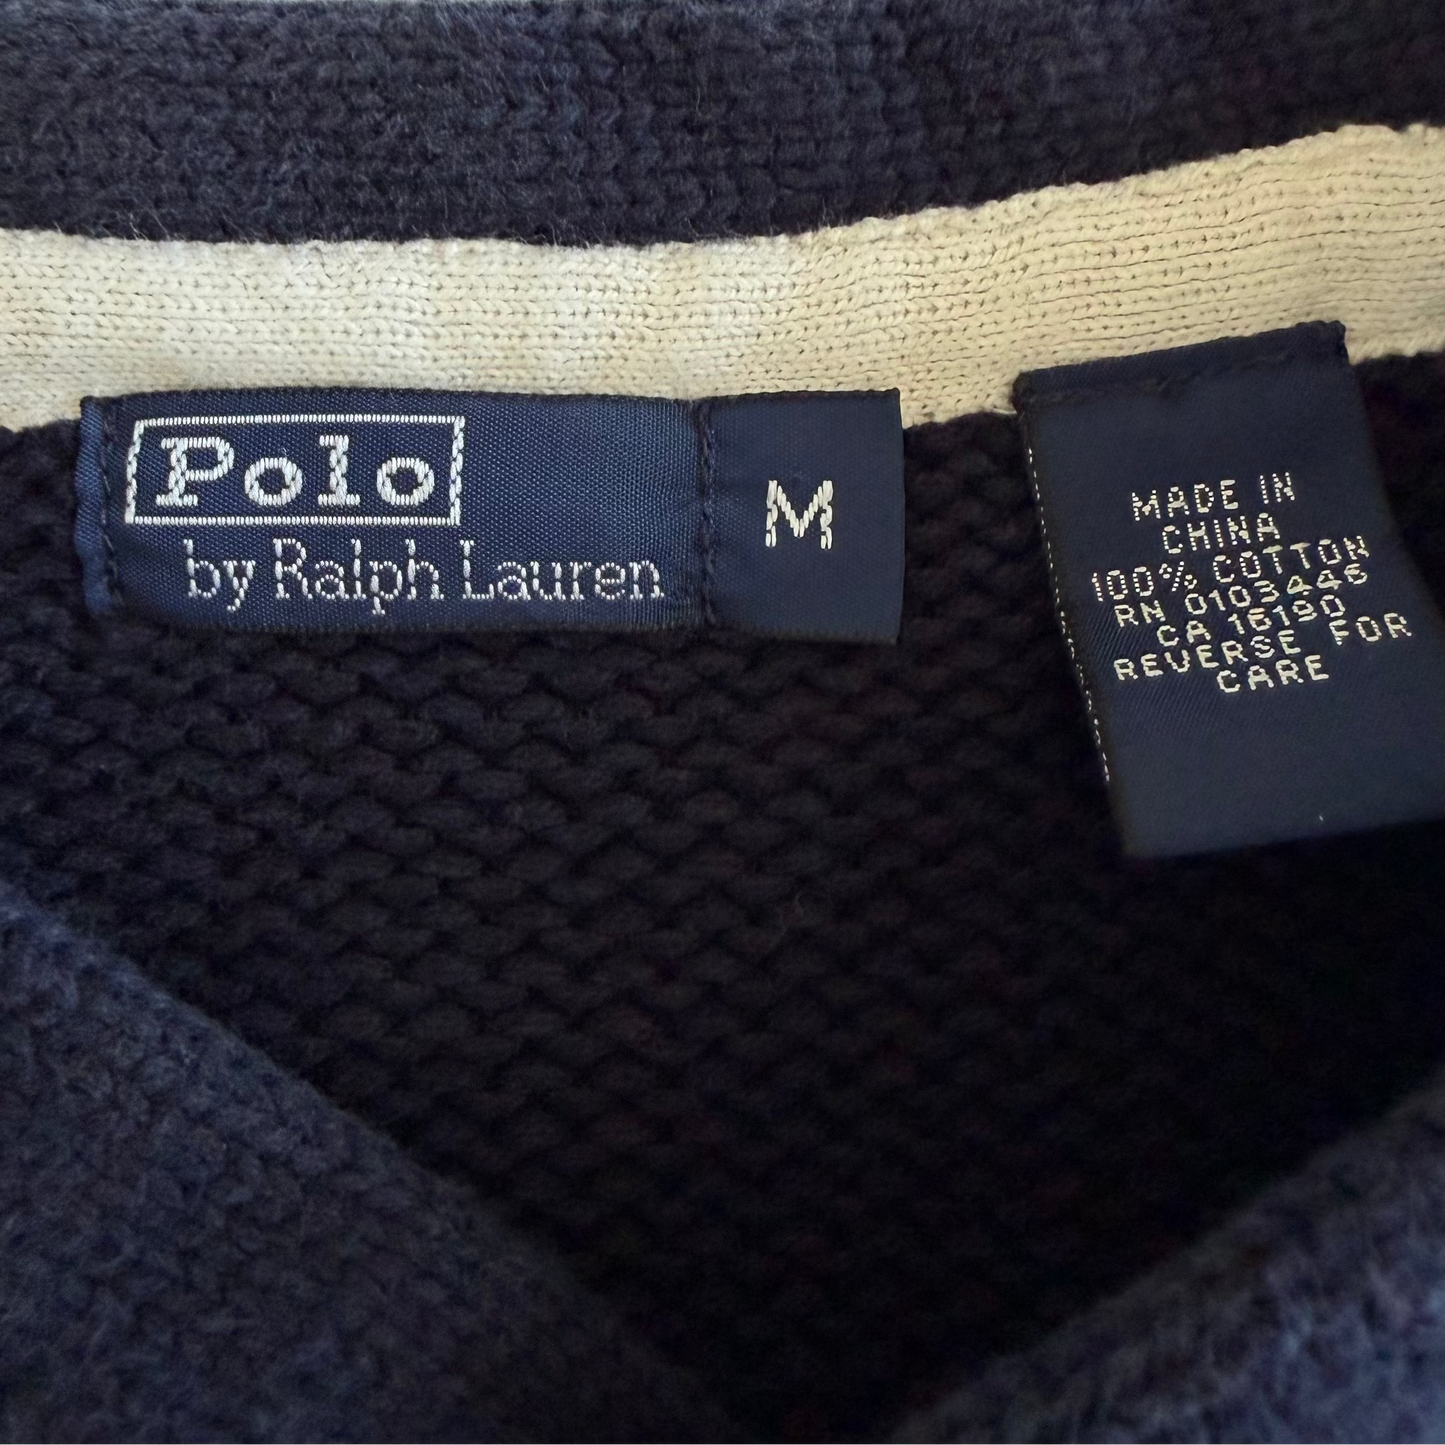 Polo
by Ralph Lauren
M
MADE IN
CHINA
100% COTTON
RN 0103446
CA 16190
REVERSE FOR
CARE